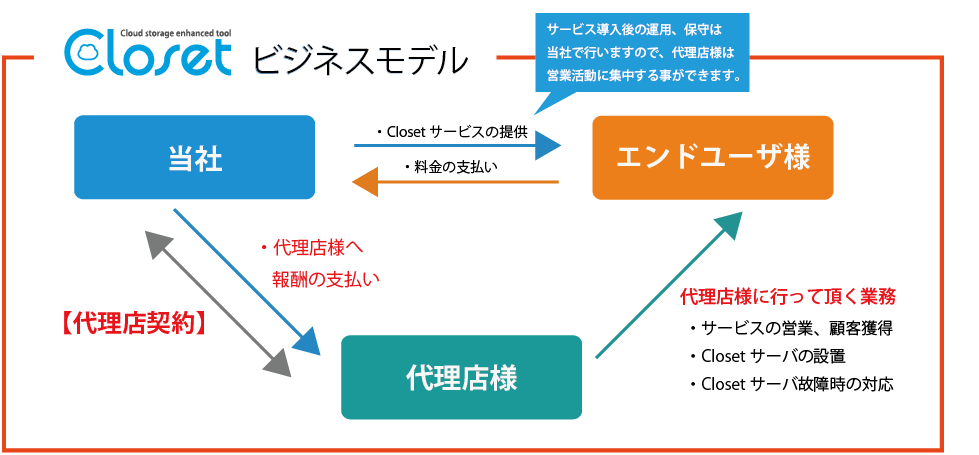 Cloud storage enhanced tool
Closet ビジネスモデル
サービス導入後の運用、保守は
当社で行いますので、代理店様は
営業活動に集中する事ができます。
当社
・Closet サービスの提供
・料金の支払い
エンドユーザ様
・代理店様へ
報酬の支払い
【代理店契約】
代理店様
代理店様に行って頂く業務
・サービスの営業、顧客獲得
・Closet サーバの設置
・Closet サーバ故障時の対応